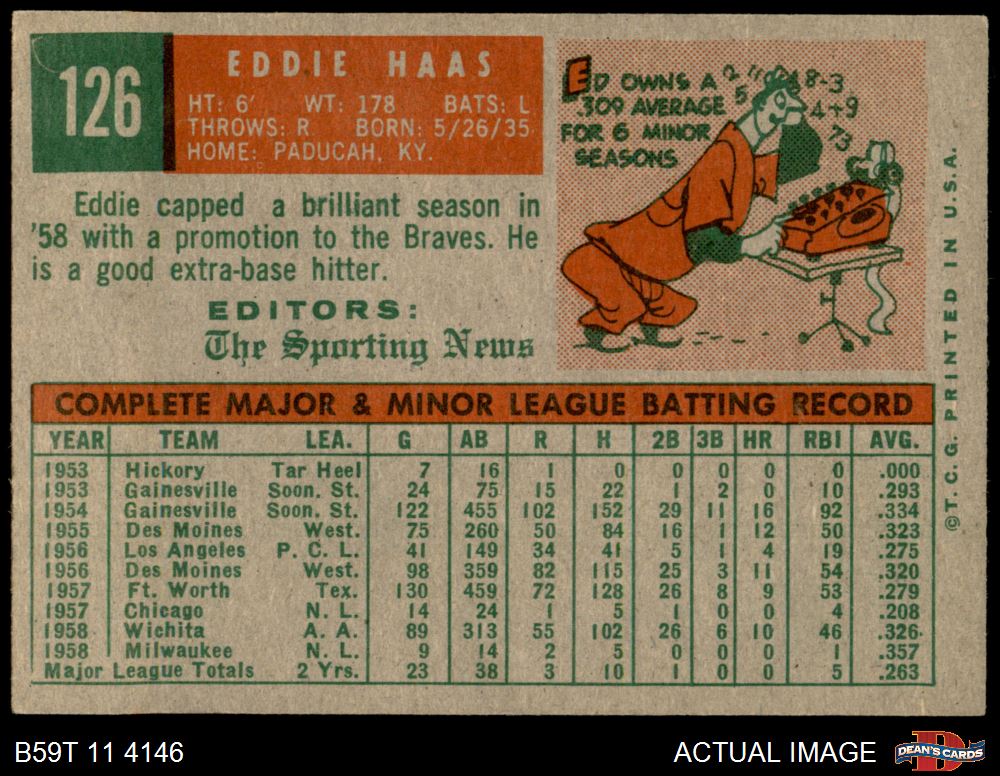 126
EDDIE HAAS
HT: 6' WT: 178 BATS: L
THROWS: R BORN: 5/26/35
HOME: PADUCAH, KY.
ED OWNS A
.309 AVERAGE
FOR 6 MINOR
SEASONS
2 11 6 8-3
5 4+9
73
Eddie capped a brilliant season in
'58 with a promotion to the Braves. He
is a good extra-base hitter.
EDITORS:
The Sporting News
COMPLETE MAJOR & MINOR LEAGUE BATTING RECORD
YEAR TEAM LEA. G AB R H 2B 3B HR RBI AVG.
1953 Hickory Tar Heel 7 16 1 0 0 0 0 0 .000
1953 Gainesville Soon. St. 24 75 15 22 1 2 0 10 .293
1954 Gainesville Soon. St. 122 455 102 152 29 11 16 92 .334
1955 Des Moines West. 75 260 50 84 16 1 12 50 .323
1956 Los Angeles P. C. L. 41 149 34 41 5 1 4 19 .275
1956 Des Moines West. 98 359 82 115 25 3 11 54 .320
1957 Ft. Worth Tex. 130 459 72 128 26 8 9 53 .279
1957 Chicago N. L. 14 24 1 5 1 0 0 4 .208
1958 Wichita A. A. 89 313 55 102 26 6 10 46 .326
1958 Milwaukee N. L. 9 14 2 5 0 0 0 1 .357
Major League Totals 2 Yrs. 23 38 3 10 1 0 0 5 .263
©T. C. G. PRINTED IN U.S.A.
B59T 11 4146
ACTUAL IMAGE
D
DEAN'S CARDS